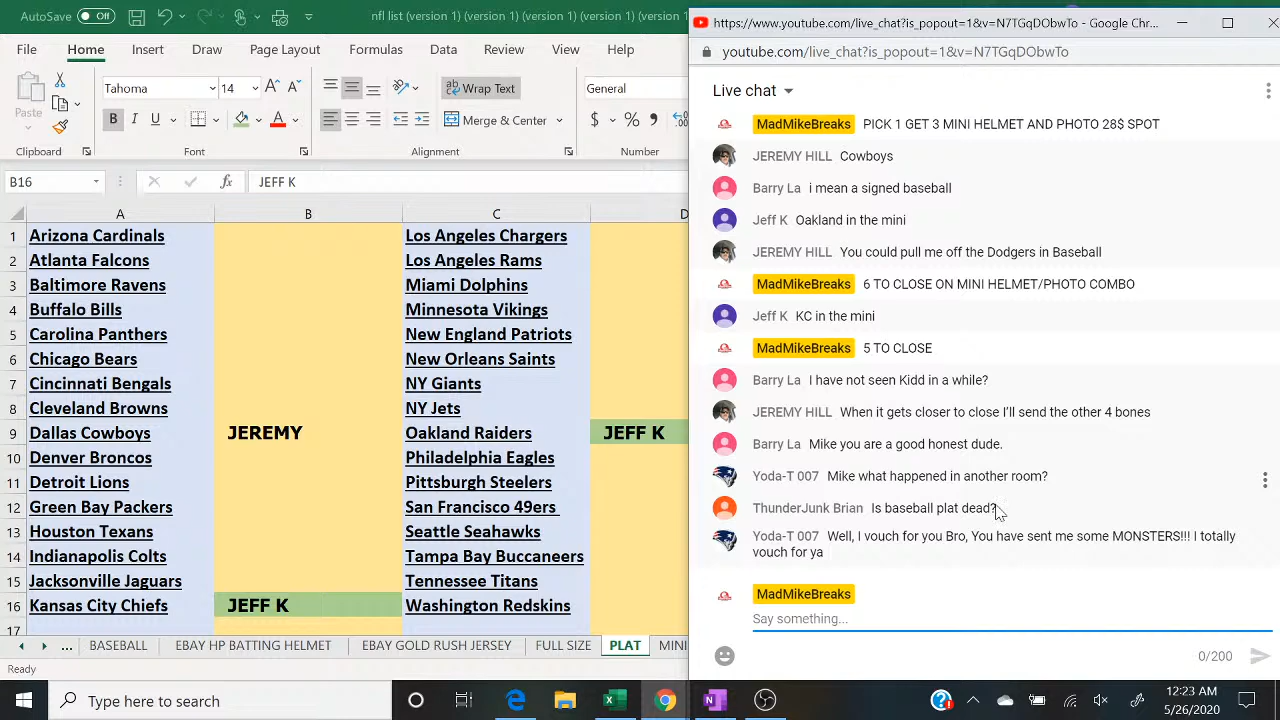 AutoSave Off nfl list (version 1) (version 1) - E
https://www.youtube.com/live_chat?is_popout=1&v=N7TGqDObwTo - Google Chr...
youtube.com/live_chat?is_popout=1&v=N7TGqDObwTo
File Home Insert Draw Page Layout Formulas Data Review View Help
Paste
Tahoma 14
Wrap Text
General
B I U
Merge & Center
$ % 9
Clipboard Font Alignment Number
B16 fx JEFF K
A B C D
1 Arizona Cardinals Los Angeles Chargers
2 Atlanta Falcons Los Angeles Rams
3 Baltimore Ravens Miami Dolphins
4 Buffalo Bills Minnesota Vikings
5 Carolina Panthers New England Patriots
6 Chicago Bears New Orleans Saints
7 Cincinnati Bengals NY Giants
8 Cleveland Browns NY Jets
9 Dallas Cowboys JEREMY Oakland Raiders JEFF K
10 Denver Broncos Philadelphia Eagles
11 Detroit Lions Pittsburgh Steelers
12 Green Bay Packers San Francisco 49ers
13 Houston Texans Seattle Seahawks
14 Indianapolis Colts Tampa Bay Buccaneers
15 Jacksonville Jaguars Tennessee Titans
16 Kansas City Chiefs JEFF K Washington Redskins
17
... BASEBALL EBAY HP BATTING HELMET EBAY GOLD RUSH JERSEY FULL SIZE PLAT MINI
Ready
Live chat
MadMikeBreaks PICK 1 GET 3 MINI HELMET AND PHOTO 28$ SPOT
JEREMY HILL Cowboys
Barry La i mean a signed baseball
Jeff K Oakland in the mini
JEREMY HILL You could pull me off the Dodgers in Baseball
MadMikeBreaks 6 TO CLOSE ON MINI HELMET/PHOTO COMBO
Jeff K KC in the mini
MadMikeBreaks 5 TO CLOSE
Barry La I have not seen Kidd in a while?
JEREMY HILL When it gets closer to close I'll send the other 4 bones
Barry La Mike you are a good honest dude.
Yoda-T 007 Mike what happened in another room?
ThunderJunk Brian Is baseball plat dead?
Yoda-T 007 Well, I vouch for you Bro, You have sent me some MONSTERS!!! I totally
vouch for ya
MadMikeBreaks
Say something...
0/200
Type here to search
12:23 AM
5/26/2020